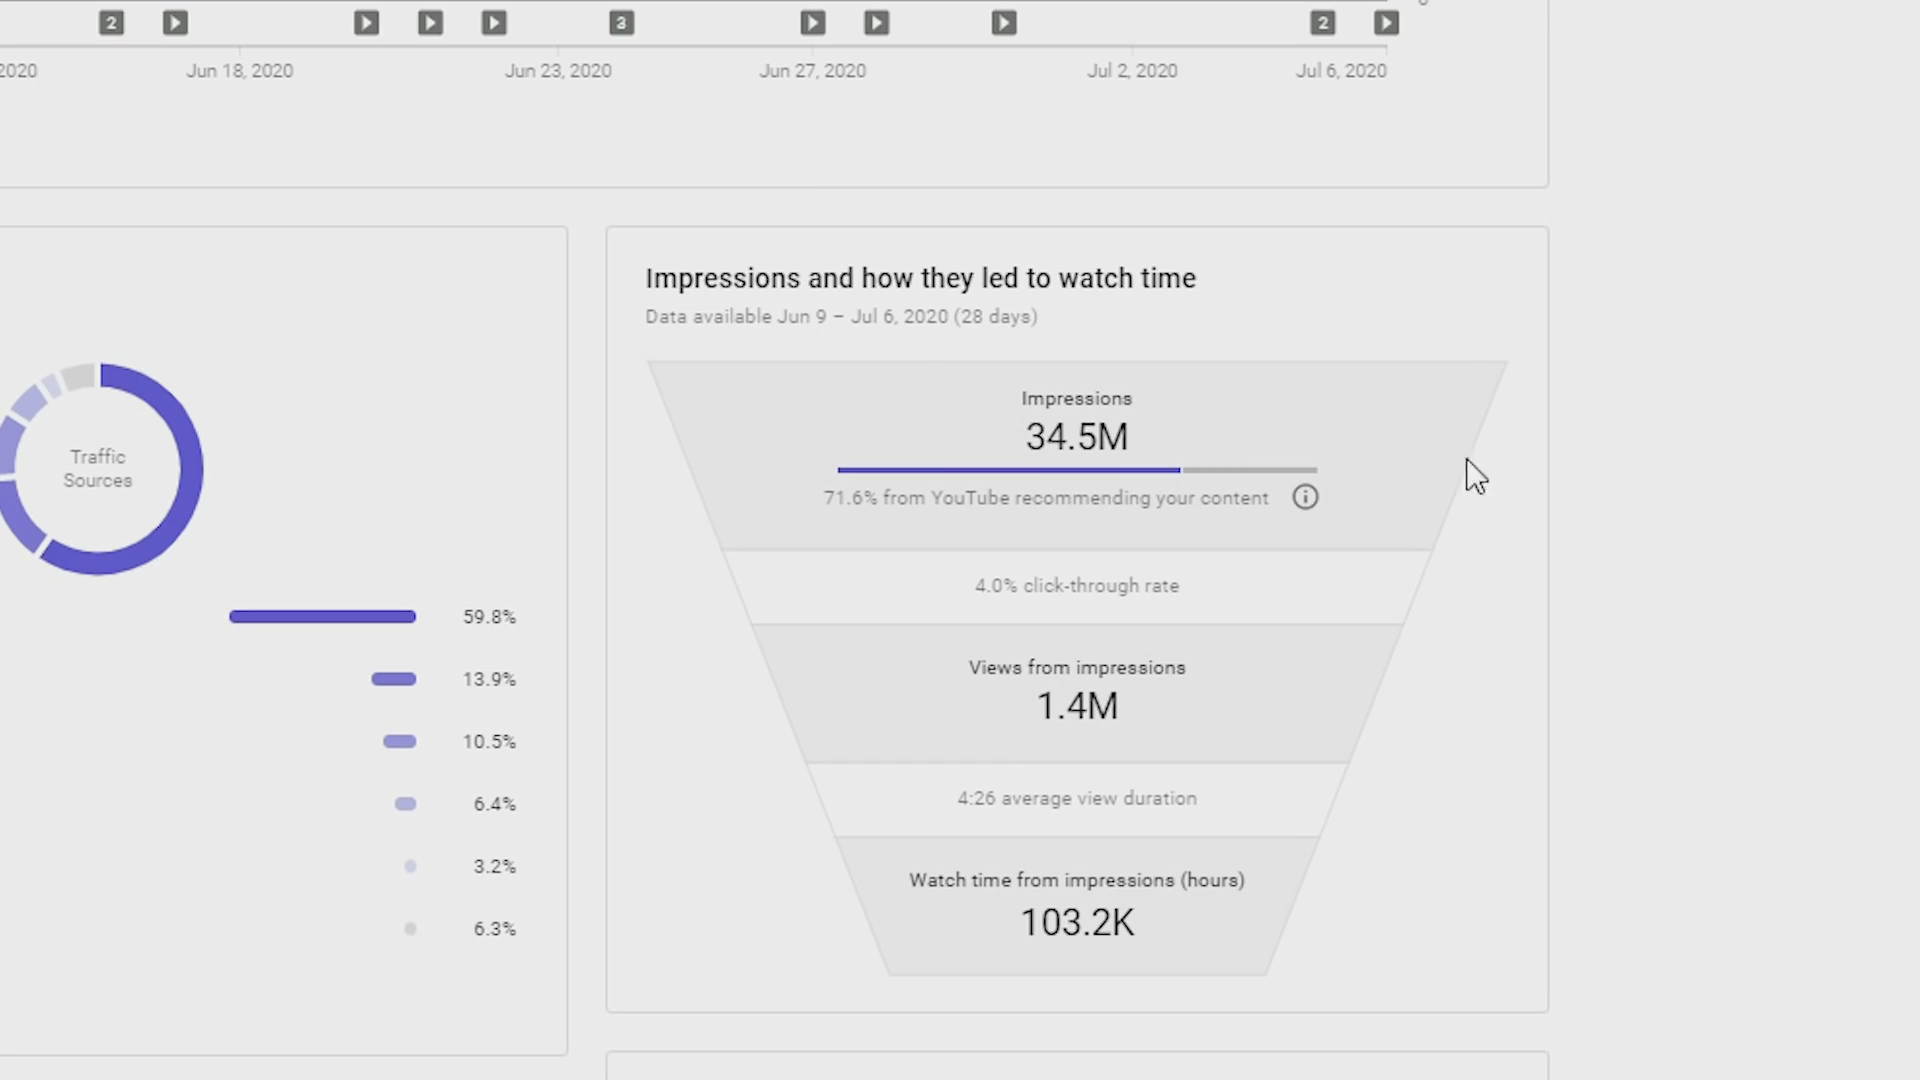 2
3
2
2020
Jun 18, 2020
Jun 23, 2020
Jun 27, 2020
Jul 2, 2020
Jul 6, 2020
Traffic
Sources
59.8%
13.9%
10.5%
6.4%
3.2%
6.3%
Impressions and how they led to watch time
Data available Jun 9 – Jul 6, 2020 (28 days)
Impressions
34.5M
71.6% from YouTube recommending your content
4.0% click-through rate
Views from impressions
1.4M
4:26 average view duration
Watch time from impressions (hours)
103.2K